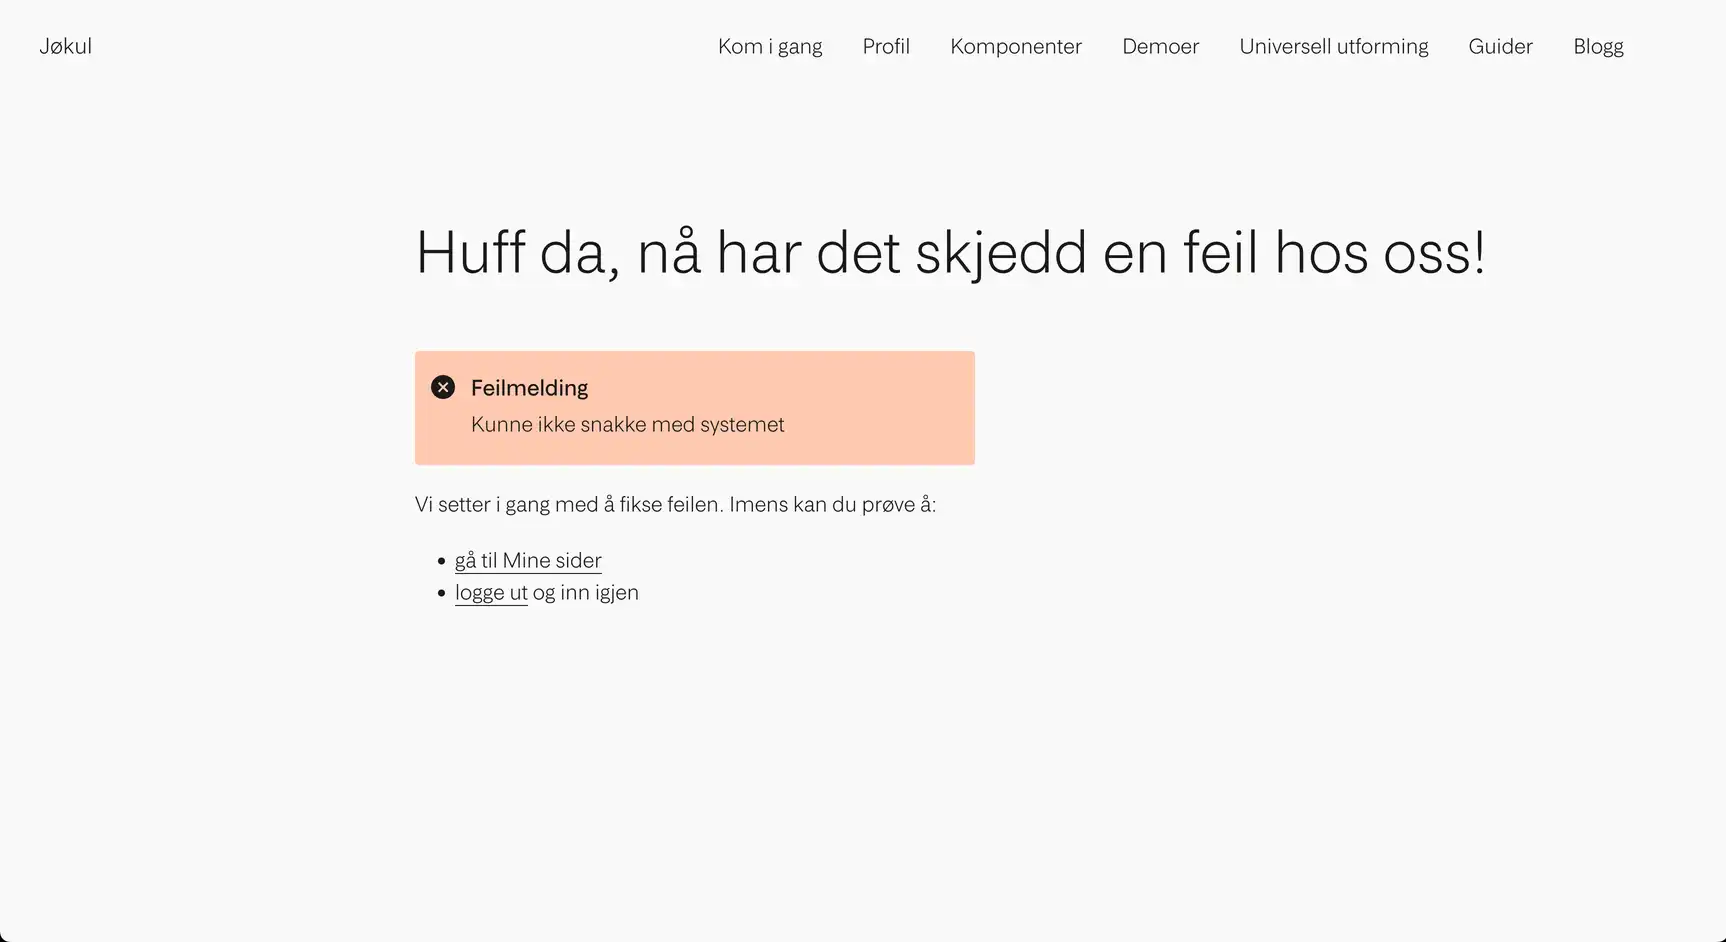 Jøkul
Kom i gang
Profil
Komponenter
Demoer
Universell utforming
Guider
Blogg
Huff da, nå har det skjedd en feil hos oss!
Feilmelding
Kunne ikke snakke med systemet
Vi setter i gang med å fikse feilen. Imens kan du prøve å:
gå til Mine sider
logge ut og inn igjen